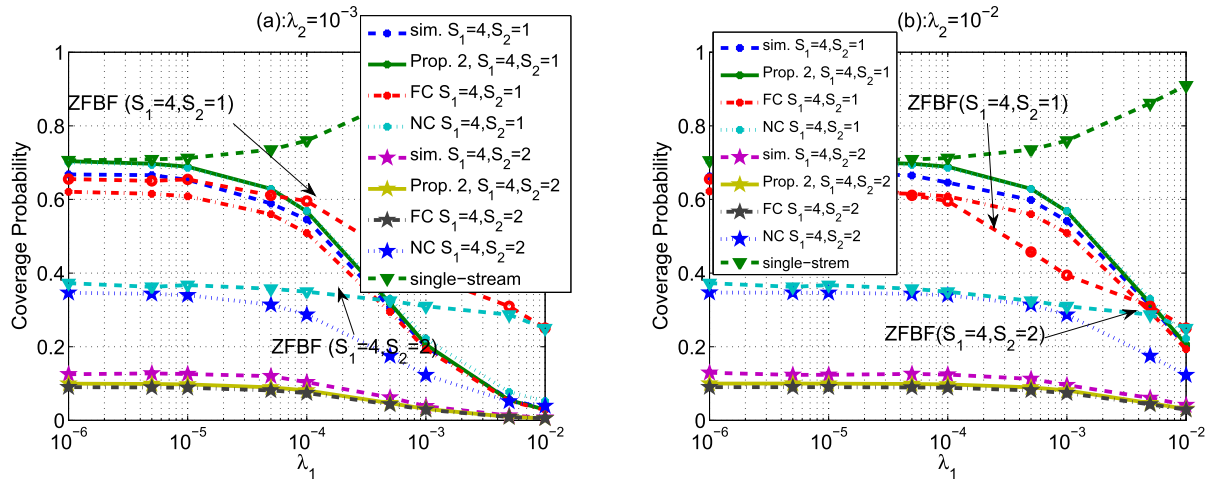 (a):λ₂=10⁻³
Coverage Probability
1
0.8
0.6
0.4
0.2
0
10⁻⁶
10⁻⁵
10⁻⁴
10⁻³
10⁻²
λ₁
ZFBF (S₁=4,S₂=1)
ZFBF (S₁=4,S₂=2)
sim. S₁=4,S₂=1
Prop. 2, S₁=4,S₂=1
FC S₁=4,S₂=1
NC S₁=4,S₂=1
sim. S₁=4,S₂=2
Prop. 2, S₁=4,S₂=2
FC S₁=4,S₂=2
NC S₁=4,S₂=2
single-stream
(b):λ₂=10⁻²
Coverage Probability
1
0.8
0.6
0.4
0.2
0
10⁻⁶
10⁻⁵
10⁻⁴
10⁻³
10⁻²
λ₁
sim. S₁=4,S₂=1
Prop. 2, S₁=4,S₂=1
FC S₁=4,S₂=1
NC S₁=4,S₂=1
sim. S₁=4,S₂=2
Prop. 2, S₁=4,S₂=2
FC S₁=4,S₂=2
NC S₁=4,S₂=2
single-strem
ZFBF(S₁=4,S₂=1)
ZFBF(S₁=4,S₂=2)